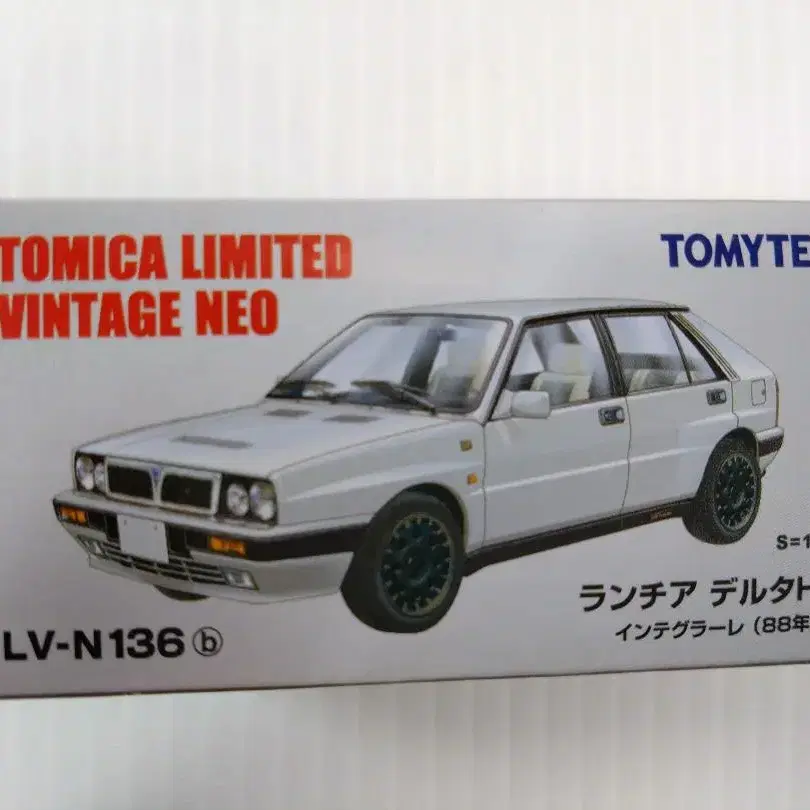 TOMICA LIMITED
VINTAGE NEO
TOMYTE
S=1
ランチア デルタH
インテグラーレ (88年
LV-N136 ⓑ